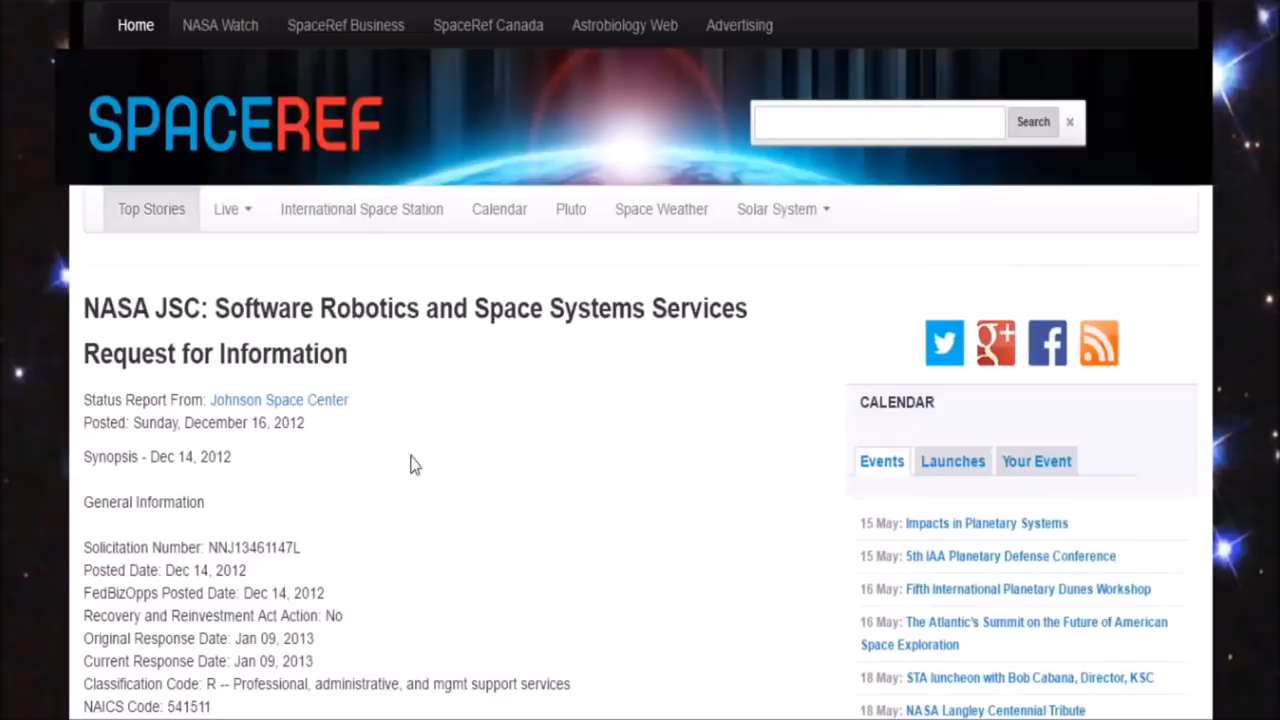 Home NASA Watch SpaceRef Business SpaceRef Canada Astrobiology Web Advertising
SPACEREF
Search ×
Top Stories Live International Space Station Calendar Pluto Space Weather Solar System
NASA JSC: Software Robotics and Space Systems Services
Request for Information
Status Report From: Johnson Space Center
Posted: Sunday, December 16, 2012
Synopsis - Dec 14, 2012
General Information
Solicitation Number: NNJ13461147L
Posted Date: Dec 14, 2012
FedBizOpps Posted Date: Dec 14, 2012
Recovery and Reinvestment Act Action: No
Original Response Date: Jan 09, 2013
Current Response Date: Jan 09, 2013
Classification Code: R -- Professional, administrative, and mgmt support services
NAICS Code: 541511
g+
f
CALENDAR
Events Launches Your Event
15 May: Impacts in Planetary Systems
15 May: 5th IAA Planetary Defense Conference
16 May: Fifth International Planetary Dunes Workshop
16 May: The Atlantic's Summit on the Future of American
Space Exploration
18 May: STA luncheon with Bob Cabana, Director, KSC
18 May: NASA Langley Centennial Tribute